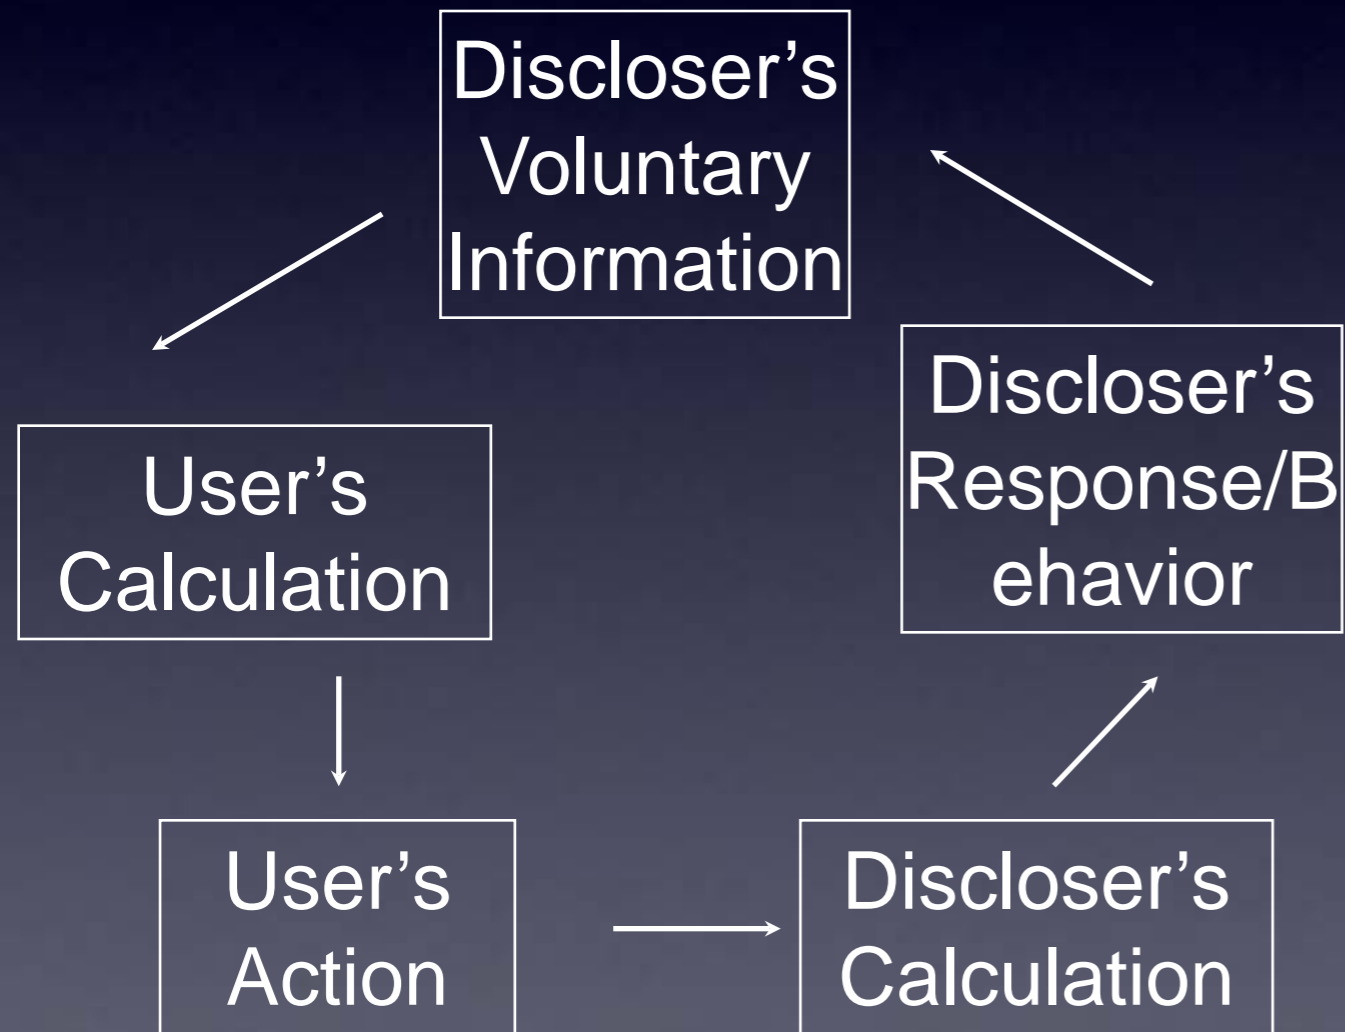 Discloser’s
Voluntary
Information
User’s
Calculation
User’s
Action
Discloser’s
Calculation
Discloser’s
Response/B
ehavior